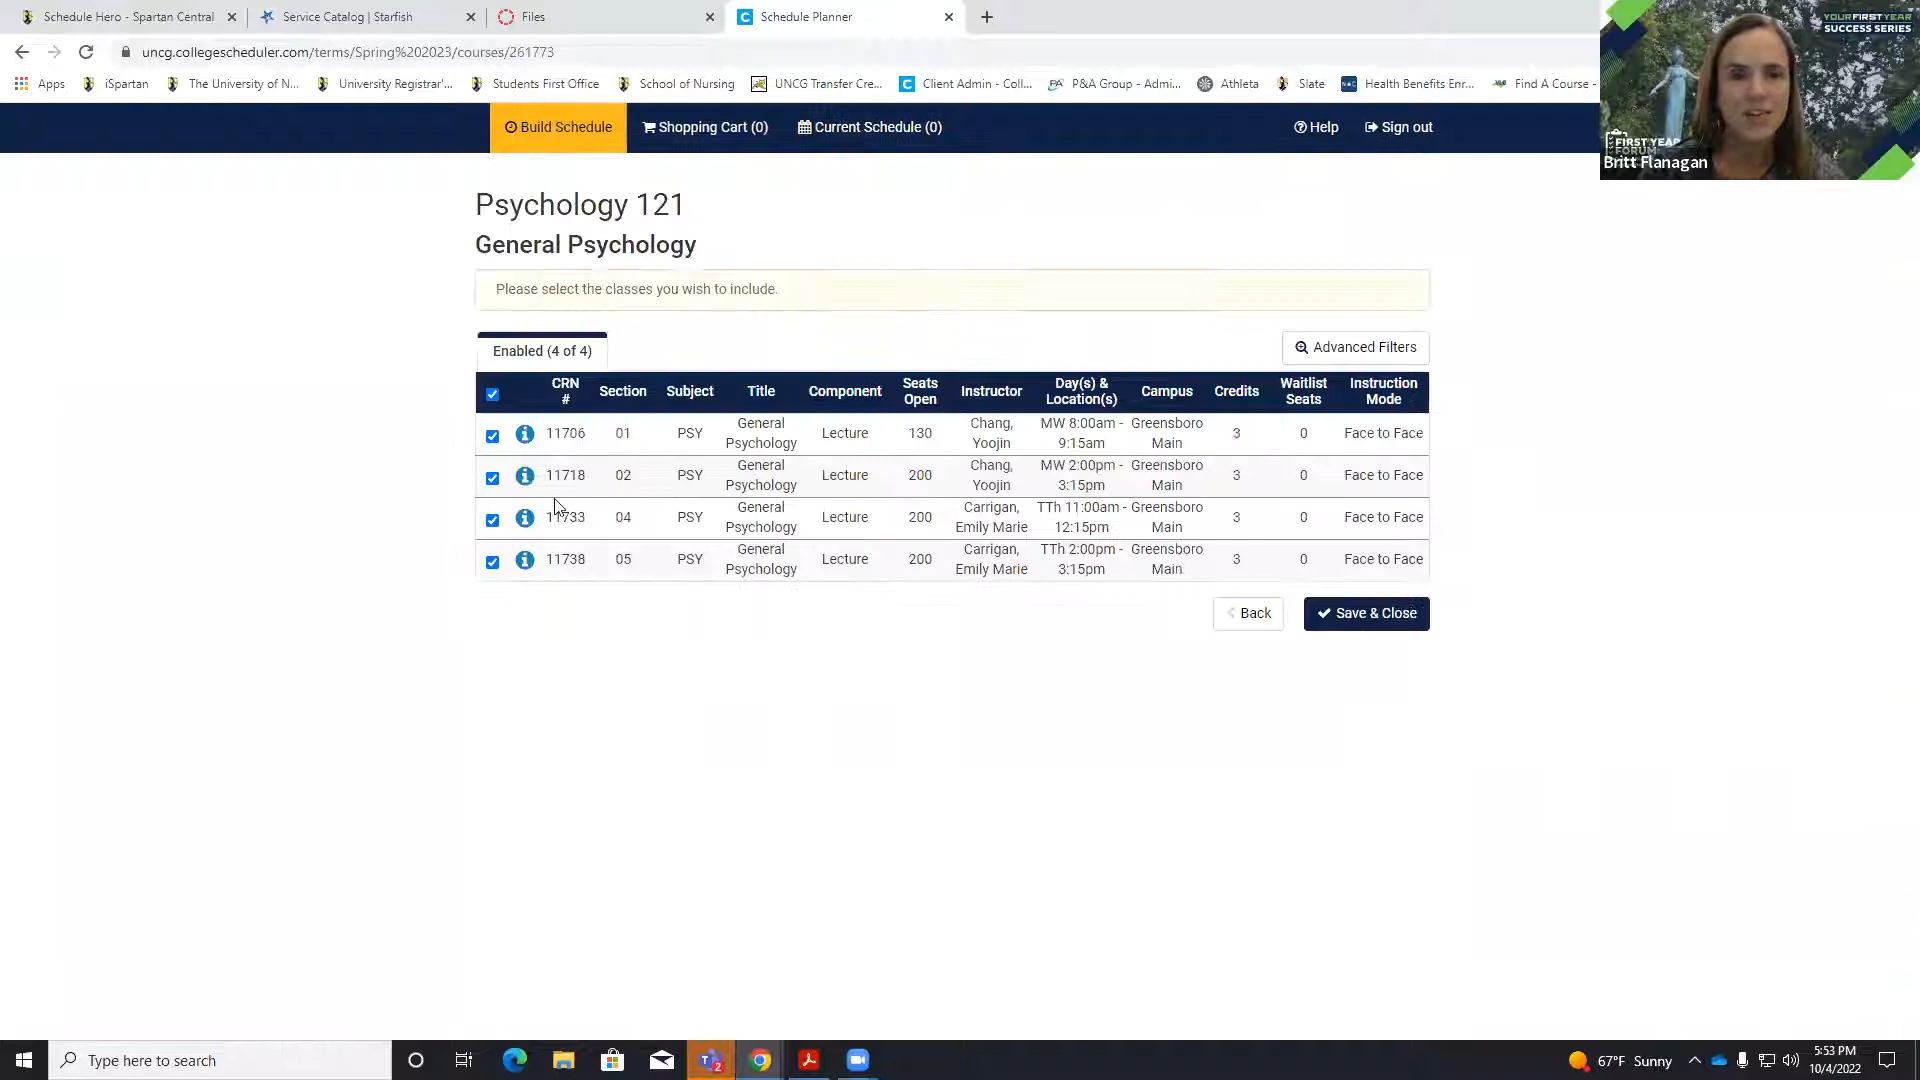 Schedule Hero - Spartan Central
Service Catalog | Starfish
Files
Schedule Planner
uncg.collegescheduler.com/terms/Spring%202023/courses/261773
Apps
iSpartan
The University of N...
University Registrar'...
Students First Office
School of Nursing
UNCG Transfer Cre...
Client Admin - Coll...
P&A Group - Admi...
Athleta
Slate
Health Benefits Enr...
Find A Course -
YOUR FIRST YEAR
SUCCESS SERIES
FIRST YEAR
FORUM
Britt Flanagan
Build Schedule
Shopping Cart (0)
Current Schedule (0)
Help
Sign out
Psychology 121
General Psychology
Please select the classes you wish to include.
Enabled (4 of 4)
Advanced Filters
CRN # Section Subject Title Component Seats Open Instructor Day(s) & Location(s) Campus Credits Waitlist Seats Instruction Mode
11706 01 PSY General Psychology Lecture 130 Chang, Yoojin MW 8:00am - 9:15am Greensboro Main 3 0 Face to Face
11718 02 PSY General Psychology Lecture 200 Chang, Yoojin MW 2:00pm - 3:15pm Greensboro Main 3 0 Face to Face
11733 04 PSY General Psychology Lecture 200 Carrigan, Emily Marie TTh 11:00am - 12:15pm Greensboro Main 3 0 Face to Face
11738 05 PSY General Psychology Lecture 200 Carrigan, Emily Marie TTh 2:00pm - 3:15pm Greensboro Main 3 0 Face to Face
Back
Save & Close
Type here to search
2
67°F Sunny
5:53 PM
10/4/2022